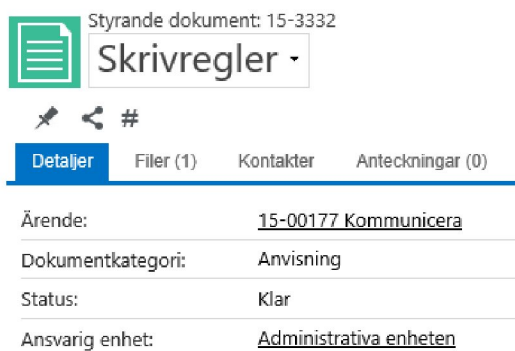 Styrande dokument: 15-3332
Skrivregler
#
Detaljer Filer (1) Kontakter Anteckningar (0)
Ärende: 15-00177 Kommunicera
Dokumentkategori: Anvisning
Status: Klar
Ansvarig enhet: Administrativa enheten